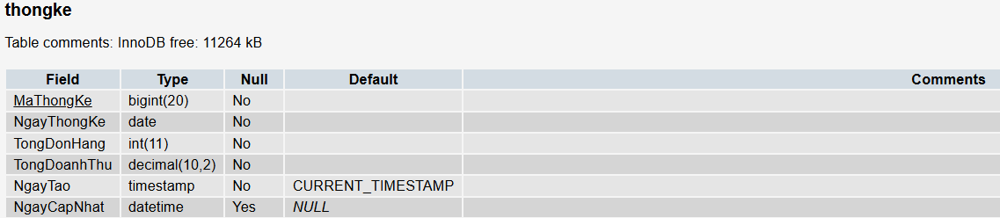 thongke
Table comments: InnoDB free: 11264 kB
Field Type Null Default Comments
MaThongKe bigint(20) No
NgayThongKe date No
TongDonHang int(11) No
TongDoanhThu decimal(10,2) No
NgayTao timestamp No CURRENT_TIMESTAMP
NgayCapNhat datetime Yes NULL